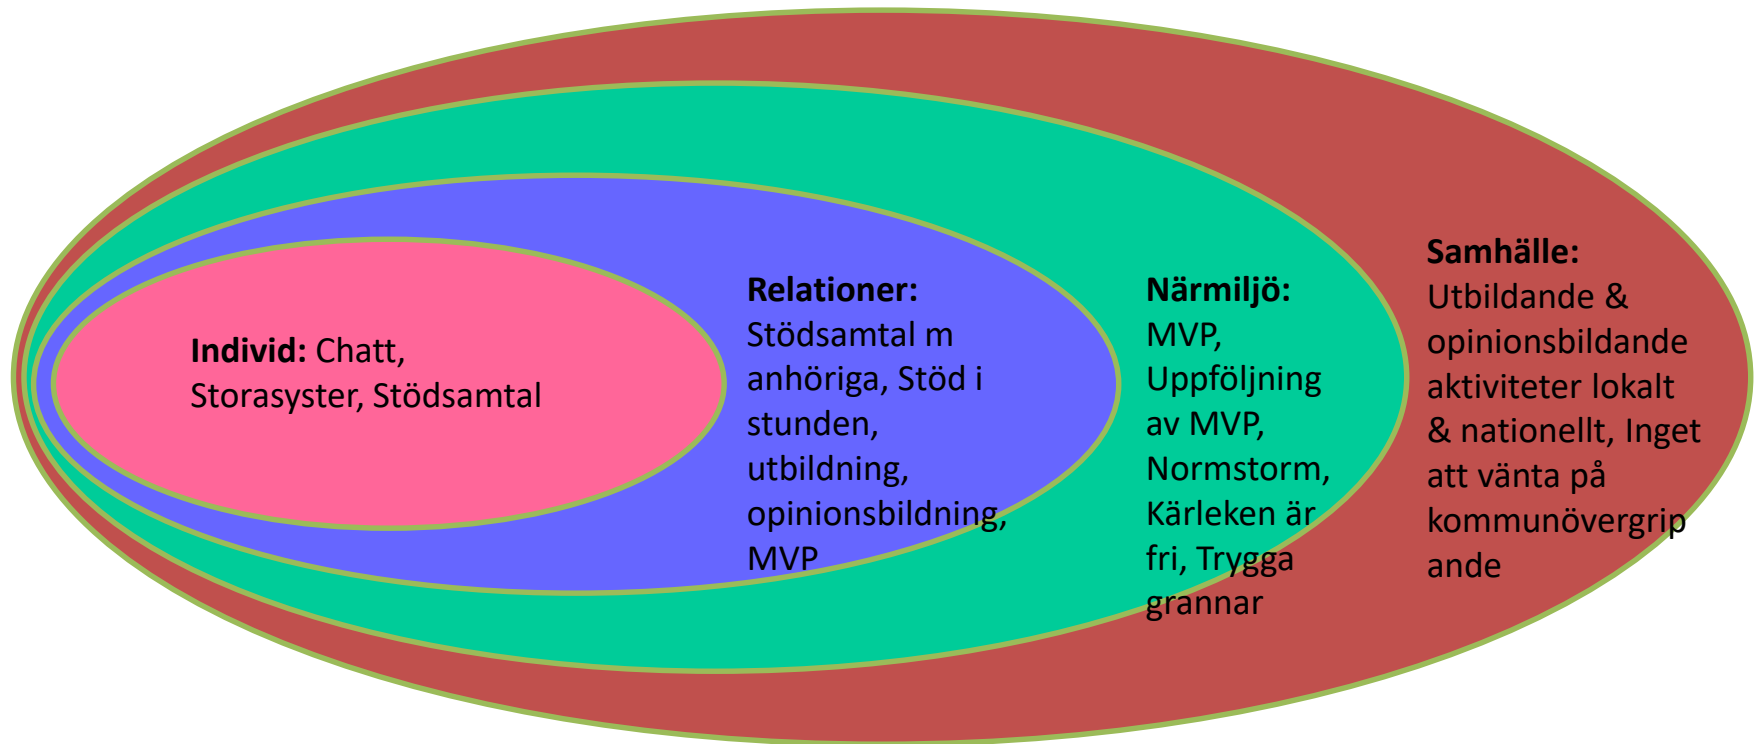 Individ: Chatt,
Storasyster, Stödsamtal
Relationer:
Stödsamtal m
anhöriga, Stöd i
stunden,
utbildning,
opinionsbildning,
MVP
Närmiljö:
MVP,
Uppföljning
av MVP,
Normstorm,
Kärleken är
fri, Trygga
grannar
Samhälle:
Utbildande &
opinionsbildande
aktiviteter lokalt
& nationellt, Inget
att vänta på
kommunövergrip
ande